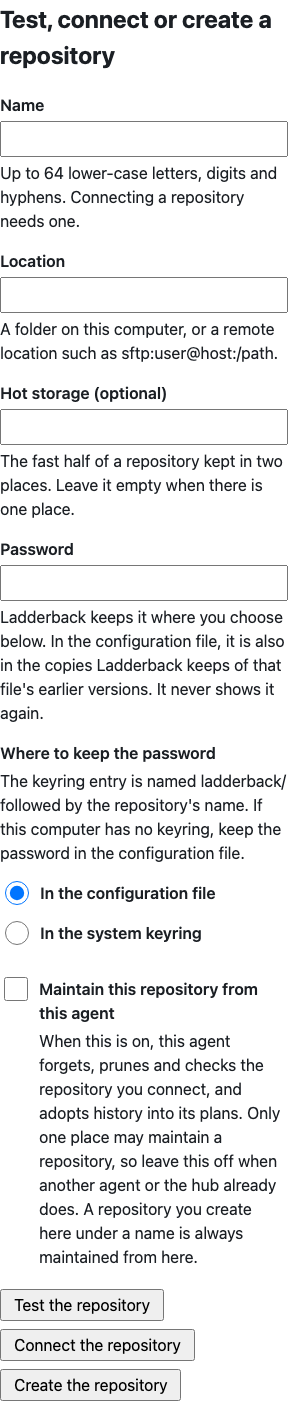 Test, connect or create a
repository
Name
Up to 64 lower-case letters, digits and
hyphens. Connecting a repository
needs one.
Location
A folder on this computer, or a remote
location such as sftp:user@host:/path.
Hot storage (optional)
The fast half of a repository kept in two
places. Leave it empty when there is
one place.
Password
Ladderback keeps it where you choose
below. In the configuration file, it is also
in the copies Ladderback keeps of that
file's earlier versions. It never shows it
again.
Where to keep the password
The keyring entry is named ladderback/
followed by the repository's name. If
this computer has no keyring, keep the
password in the configuration file.
In the configuration file
In the system keyring
Maintain this repository from
this agent
When this is on, this agent
forgets, prunes and checks the
repository you connect, and
adopts history into its plans. Only
one place may maintain a
repository, so leave this off when
another agent or the hub already
does. A repository you create
here under a name is always
maintained from here.
Test the repository
Connect the repository
Create the repository